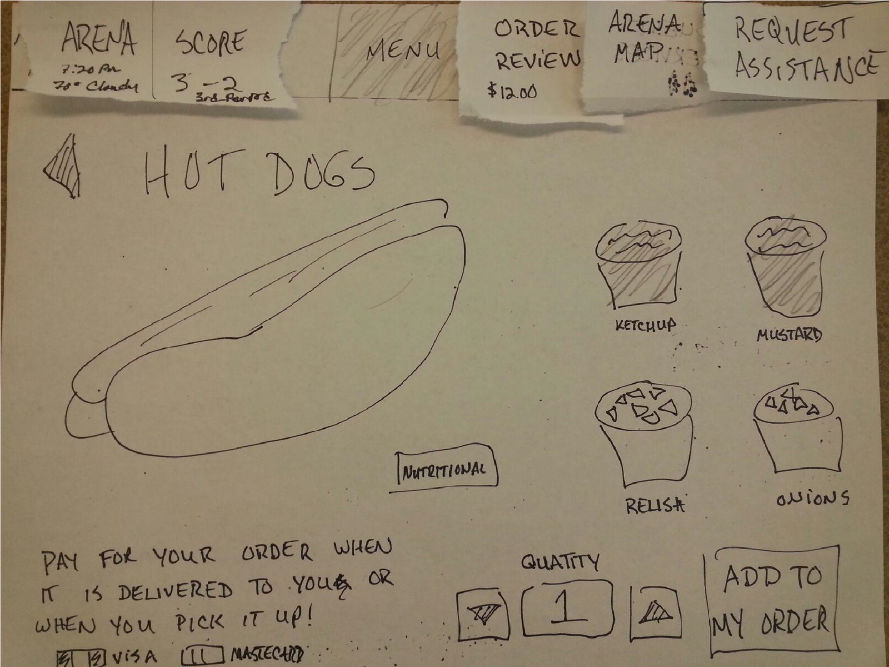 ARENA
7:20 PM
70° Cloudy
SCORE
3 - 2
3rd Period
MENU
ORDER
REVIEW
$12.00
ARENA
MAP
REQUEST
ASSISTANCE
HOT DOGS
KETCHUP
MUSTARD
RELISH
ONIONS
NUTRITIONAL
PAY FOR YOUR ORDER WHEN
IT IS DELIVERED TO YOU OR
WHEN YOU PICK IT UP!
VISA
MASTECARD
QUATITY
1
ADD TO
MY ORDER